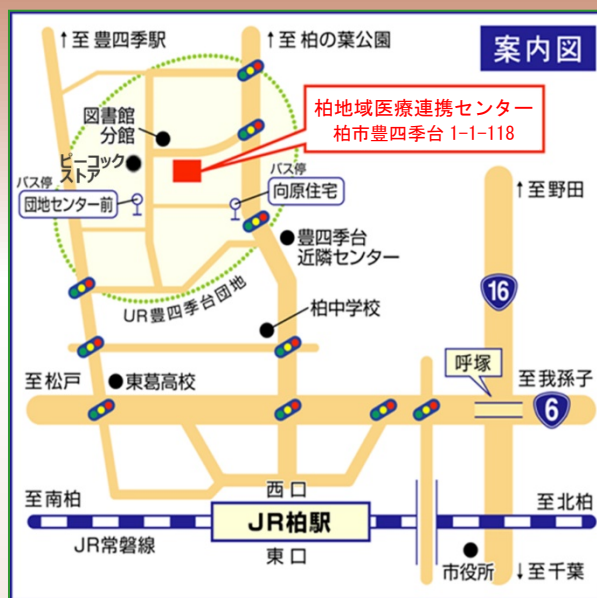 ↑至 豊四季駅
↑至 柏の葉公園
案内図
柏地域医療連携センター
柏市豊四季台 1-1-118
図書館
分館
ピーコック
ストア
バス停
団地センター前
バス停
向原住宅
↑至野田
豊四季台
近隣センター
UR豊四季台団地
16
柏中学校
呼塚
至松戸
東葛高校
至我孫子
6
西口
至南柏
JR柏駅
至北柏
JR常磐線
東口
市役所
↓至千葉